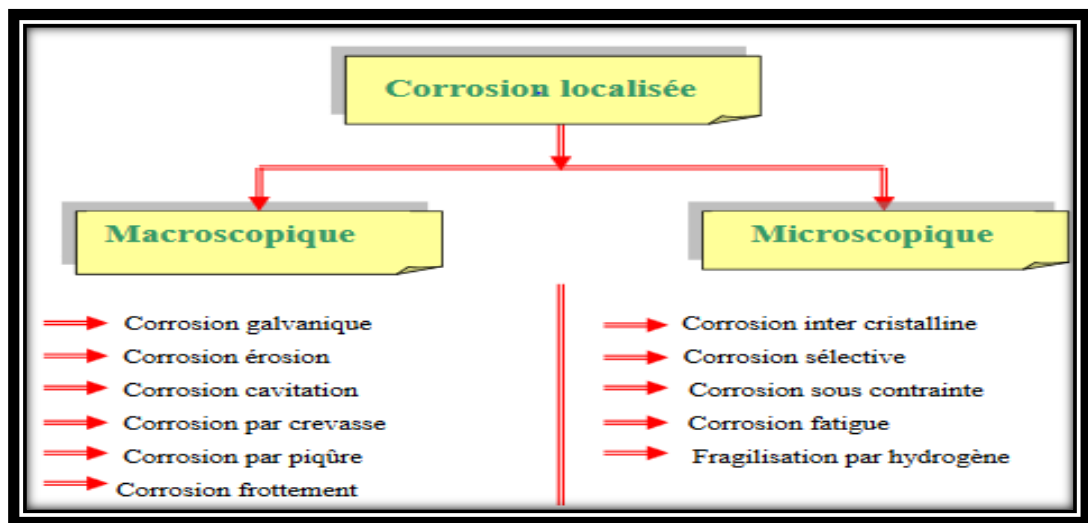 Corrosion localisée
Macroscopique
Corrosion galvanique
Corrosion érosion
Corrosion cavitation
Corrosion par crevasse
Corrosion par piqûre
Corrosion frottement
Microscopique
Corrosion inter cristalline
Corrosion sélective
Corrosion sous contrainte
Corrosion fatigue
Fragilisation par hydrogène